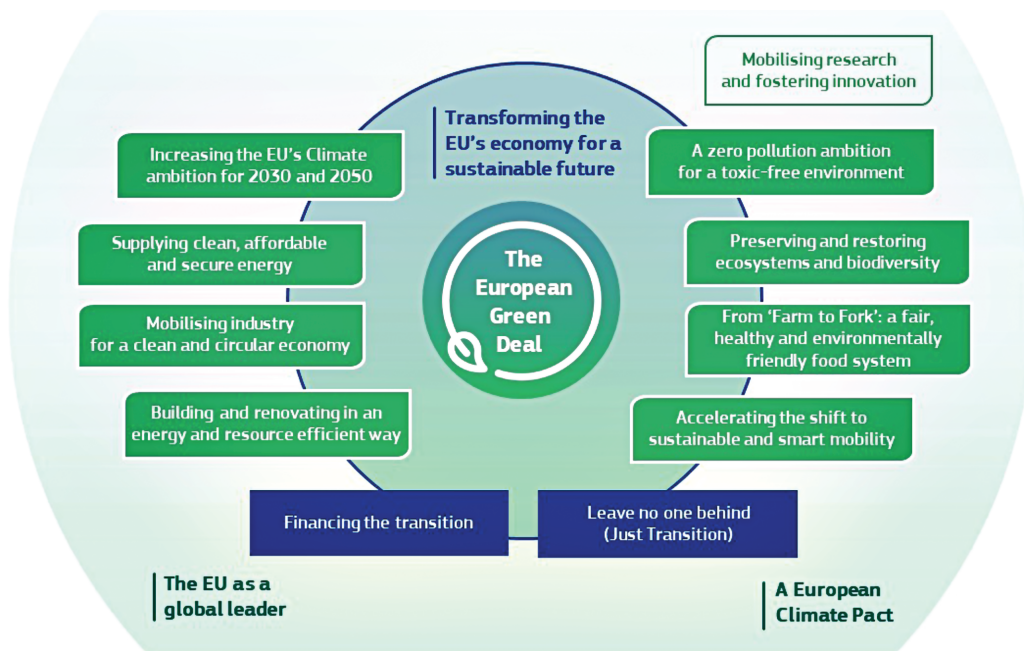 Mobilising research
and fostering innovation
Transforming the
EU's economy for a
sustainable future
Increasing the EU's Climate
ambition for 2030 and 2050
A zero pollution ambition
for a toxic-free environment
Supplying clean, affordable
and secure energy
Preserving and restoring
ecosystems and biodiversity
The
European
Green
Deal
Mobilising industry
for a clean and circular economy
From ‘Farm to Fork’: a fair,
healthy and environmentally
friendly food system
Building and renovating in an
energy and resource efficient way
Accelerating the shift to
sustainable and smart mobility
Financing the transition
Leave no one behind
(Just Transition)
The EU as a
global leader
A European
Climate Pact